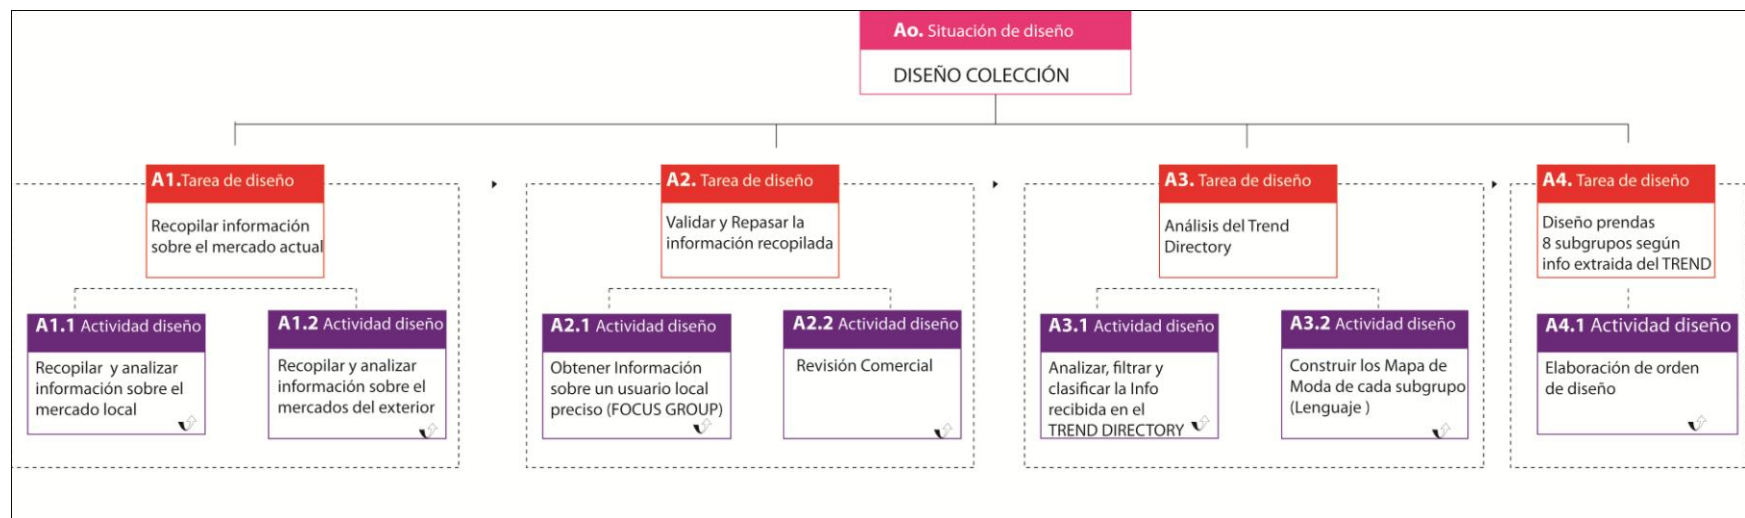 Ao. Situación de diseño
DISEÑO COLECCIÓN
A1.Tarea de diseño
Recopilar información
sobre el mercado actual
A2. Tarea de diseño
Validar y Repasar la
información recopilada
A3. Tarea de diseño
Análisis del Trend
Directory
A4. Tarea de diseño
Diseño prendas
8 subgrupos según
info extraida del TREND
A1.1 Actividad diseño
Recopilar y analizar
información sobre el
mercado local
A1.2 Actividad diseño
Recopilar y analizar
información sobre el
mercados del exterior
A2.1 Actividad diseño
Obtener Información
sobre un usuario local
preciso (FOCUS GROUP)
A2.2 Actividad diseño
Revisión Comercial
A3.1 Actividad diseño
Analizar, filtrar y
clasificar la Info
recibida en el
TREND DIRECTORY
A3.2 Actividad diseño
Construir los Mapa de
Moda de cada subgrupo
(Lenguaje )
A4.1 Actividad diseño
Elaboración de orden
de diseño